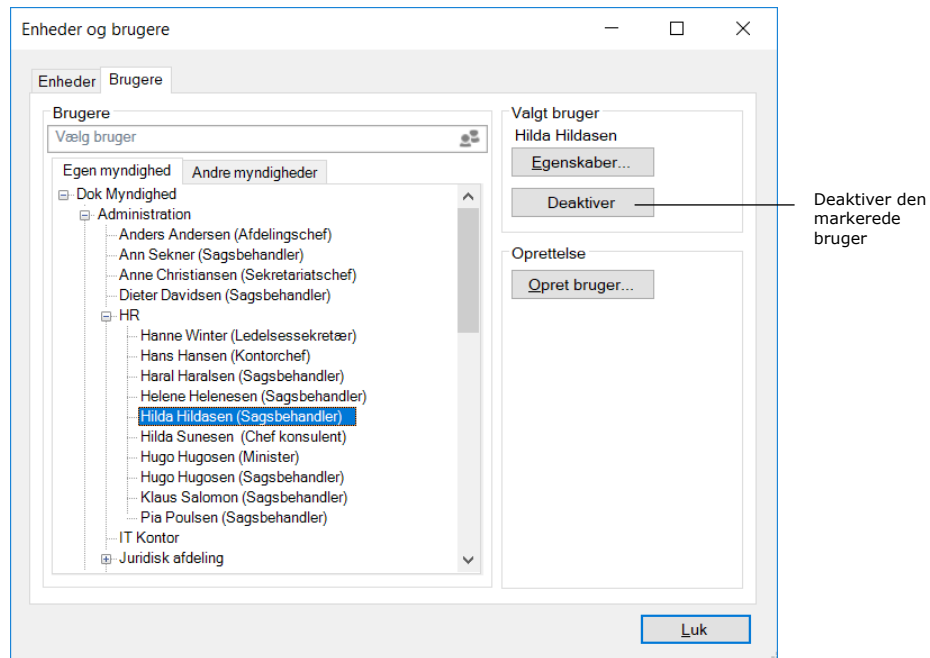 Enheder og brugere
Enheder
Brugere
Brugere
Vælg bruger
Egen myndighed
Andre myndigheder
Dok Myndighed
Administration
Anders Andersen (Afdelingschef)
Ann Sekner (Sagsbehandler)
Anne Christiansen (Sekretariatschef)
Dieter Davidsen (Sagsbehandler)
HR
Hanne Winter (Ledelsessekretær)
Hans Hansen (Kontorchef)
Haral Haralsen (Sagsbehandler)
Helene Helenesen (Sagsbehandler)
Hilda Hildasen (Sagsbehandler)
Hilda Sunesen (Chef konsulent)
Hugo Hugosen (Minister)
Hugo Hugosen (Sagsbehandler)
Klaus Salomon (Sagsbehandler)
Pia Poulsen (Sagsbehandler)
IT Kontor
Juridisk afdeling
Valgt bruger
Hilda Hildasen
Egenskaber...
Deaktiver
Oprettelse
Opret bruger...
Luk
Deaktiver den
markerede
bruger